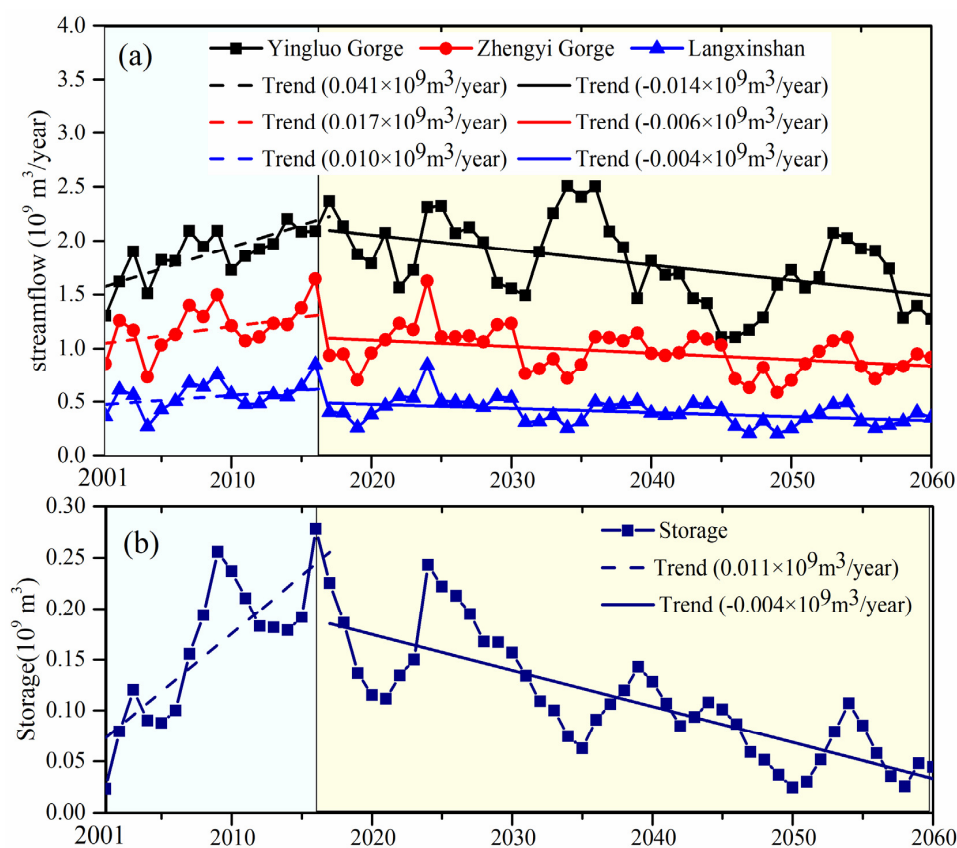 4.0
(a)
Yingluo Gorge
Zhengyi Gorge
Langxinshan
3.5
Trend (0.041×10⁹m³/year)
Trend (-0.014×10⁹m³/year)
3.0
Trend (0.017×10⁹m³/year)
Trend (-0.006×10⁹m³/year)
Trend (0.010×10⁹m³/year)
Trend (-0.004×10⁹m³/year)
2.5
2.0
1.5
1.0
0.5
0.0
streamflow (10⁹ m³/year)
2001 2010 2020 2030 2040 2050 2060
0.30
(b)
Storage
0.25
Trend (0.011×10⁹m³/year)
Trend (-0.004×10⁹m³/year)
0.20
0.15
0.10
0.05
0.00
Storage(10⁹ m³)
2001 2010 2020 2030 2040 2050 2060